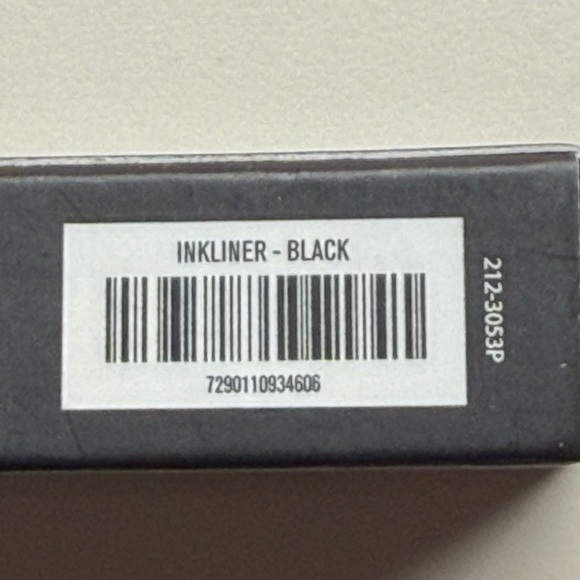 INKLINER - BLACK
7290110934606
212-3053P